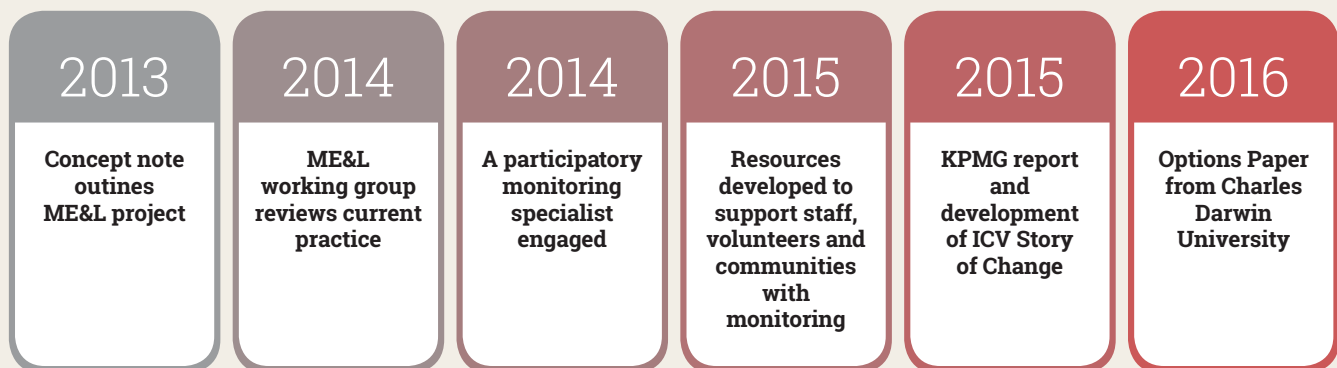 2013
Concept note
outines
ME&L project
2014
ME&L
working group
reviews current
practice
2014
A participatory
monitoring
specialist
engaged
2015
Resources
developed to
support staff,
volunteers and
communities
with
monitoring
2015
KPMG report
and
development
of ICV Story
of Change
2016
Options Paper
from Charles
Darwin
University